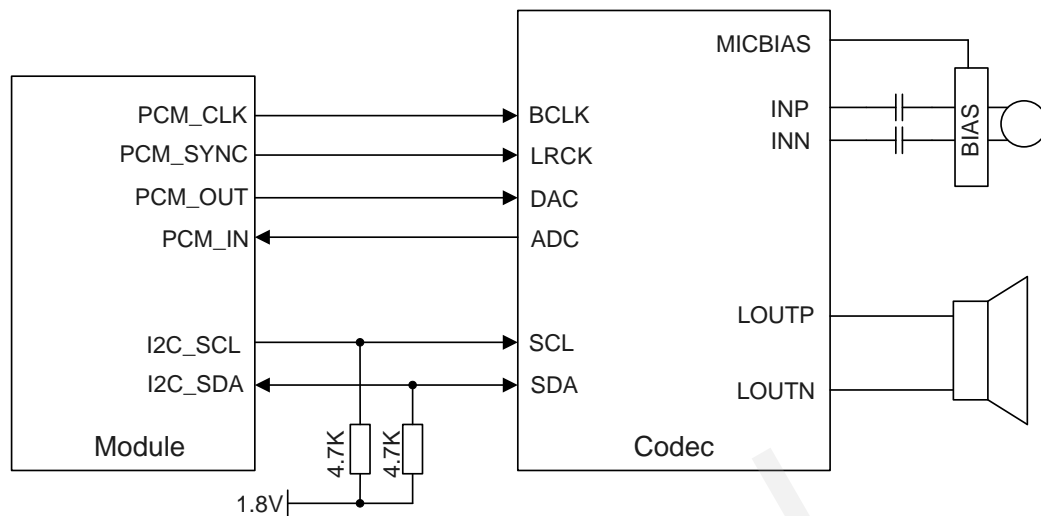 MICBIAS
PCM_CLK
BCLK
INP
PCM_SYNC
LRCK
INN
BIAS
PCM_OUT
DAC
PCM_IN
ADC
LOUTP
I2C_SCL
SCL
I2C_SDA
SDA
LOUTN
Module
4.7K
4.7K
Codec
1.8V